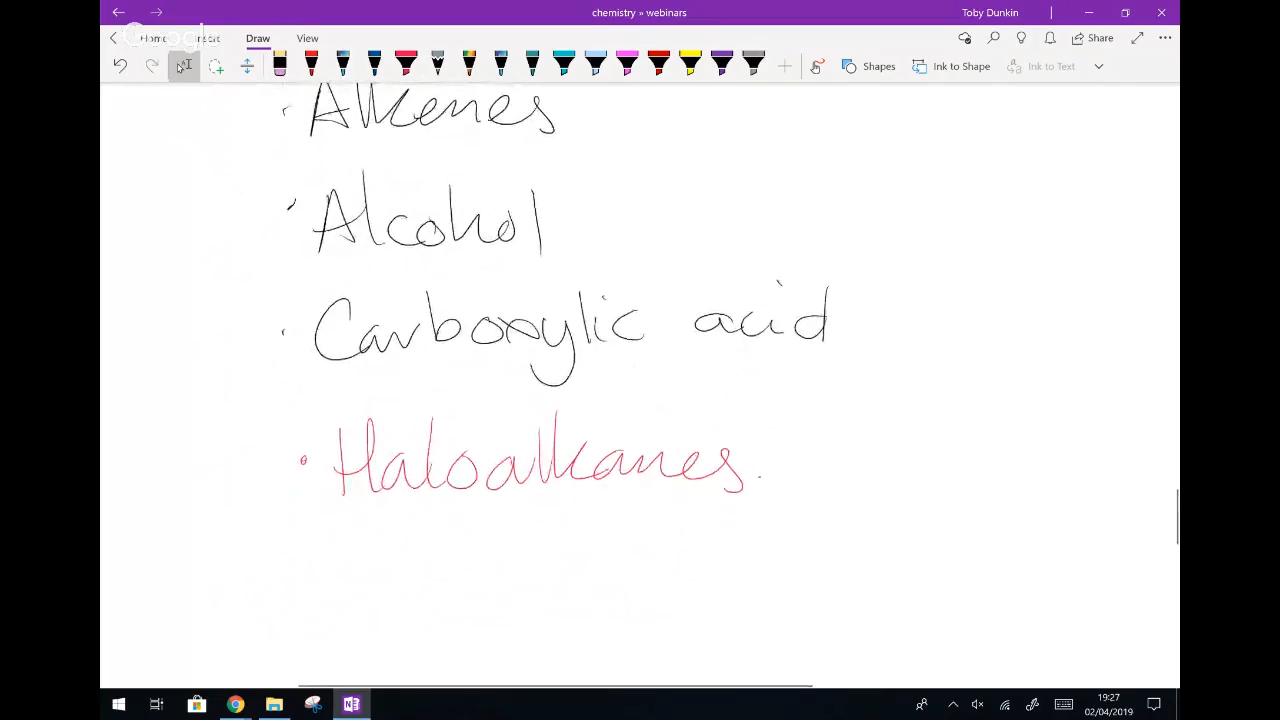 chemistry » webinars
Toby Dunkin
Google
Home
Insert
Draw
View
Share
Shapes
Ink to Shape
Ink to Text
· Alkenes
· Alcohol
· Carboxylic acid
· Haloalkanes.
19:27
02/04/2019